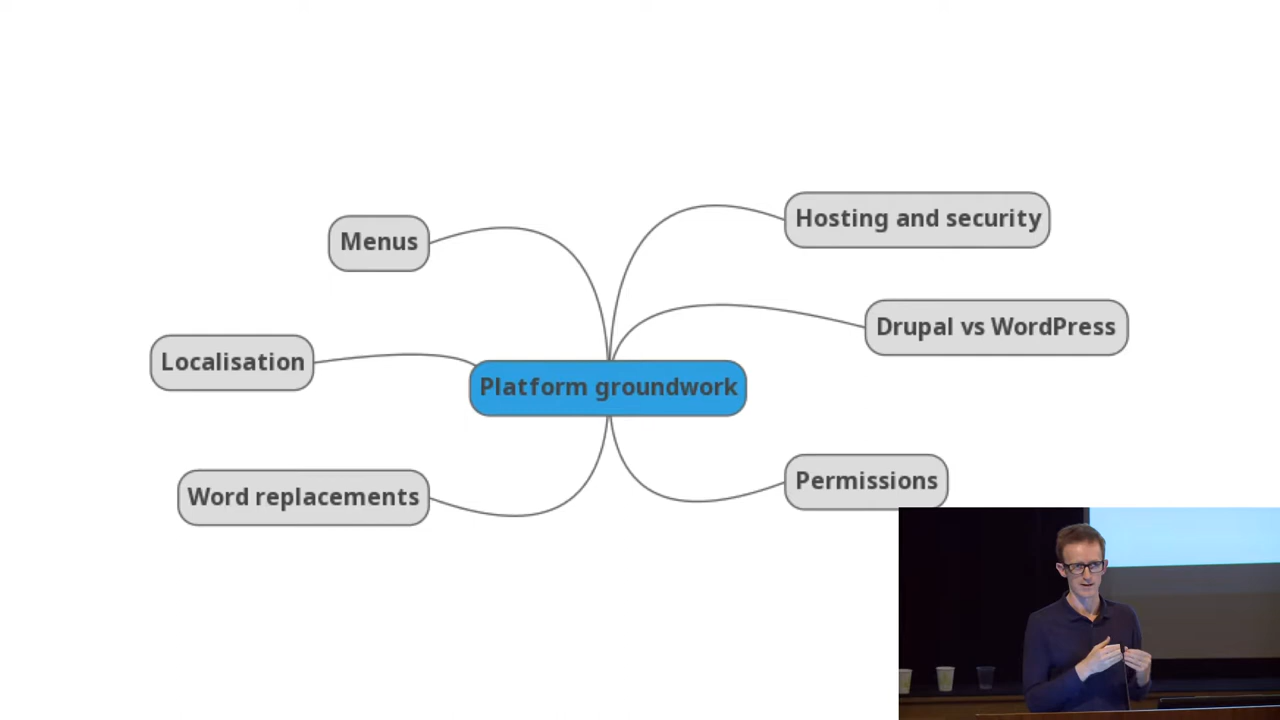 Menus
Hosting and security
Drupal vs WordPress
Localisation
Platform groundwork
Word replacements
Permissions